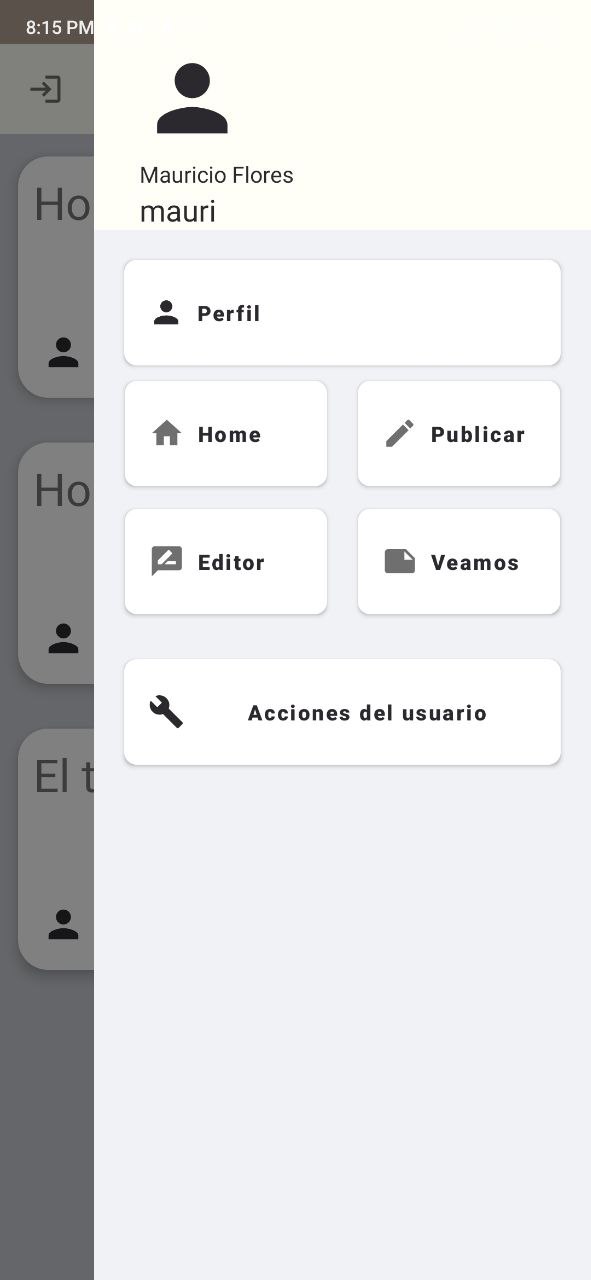 8:15 PM
Mauricio Flores
mauri
Ho
Perfil
Home
Publicar
Ho
Editor
Veamos
Acciones del usuario
El t